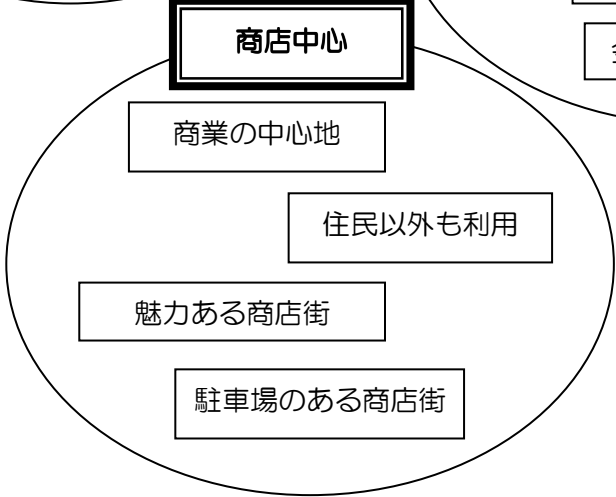 商店中心
商業の中心地
住民以外も利用
魅力ある商店街
駐車場のある商店街